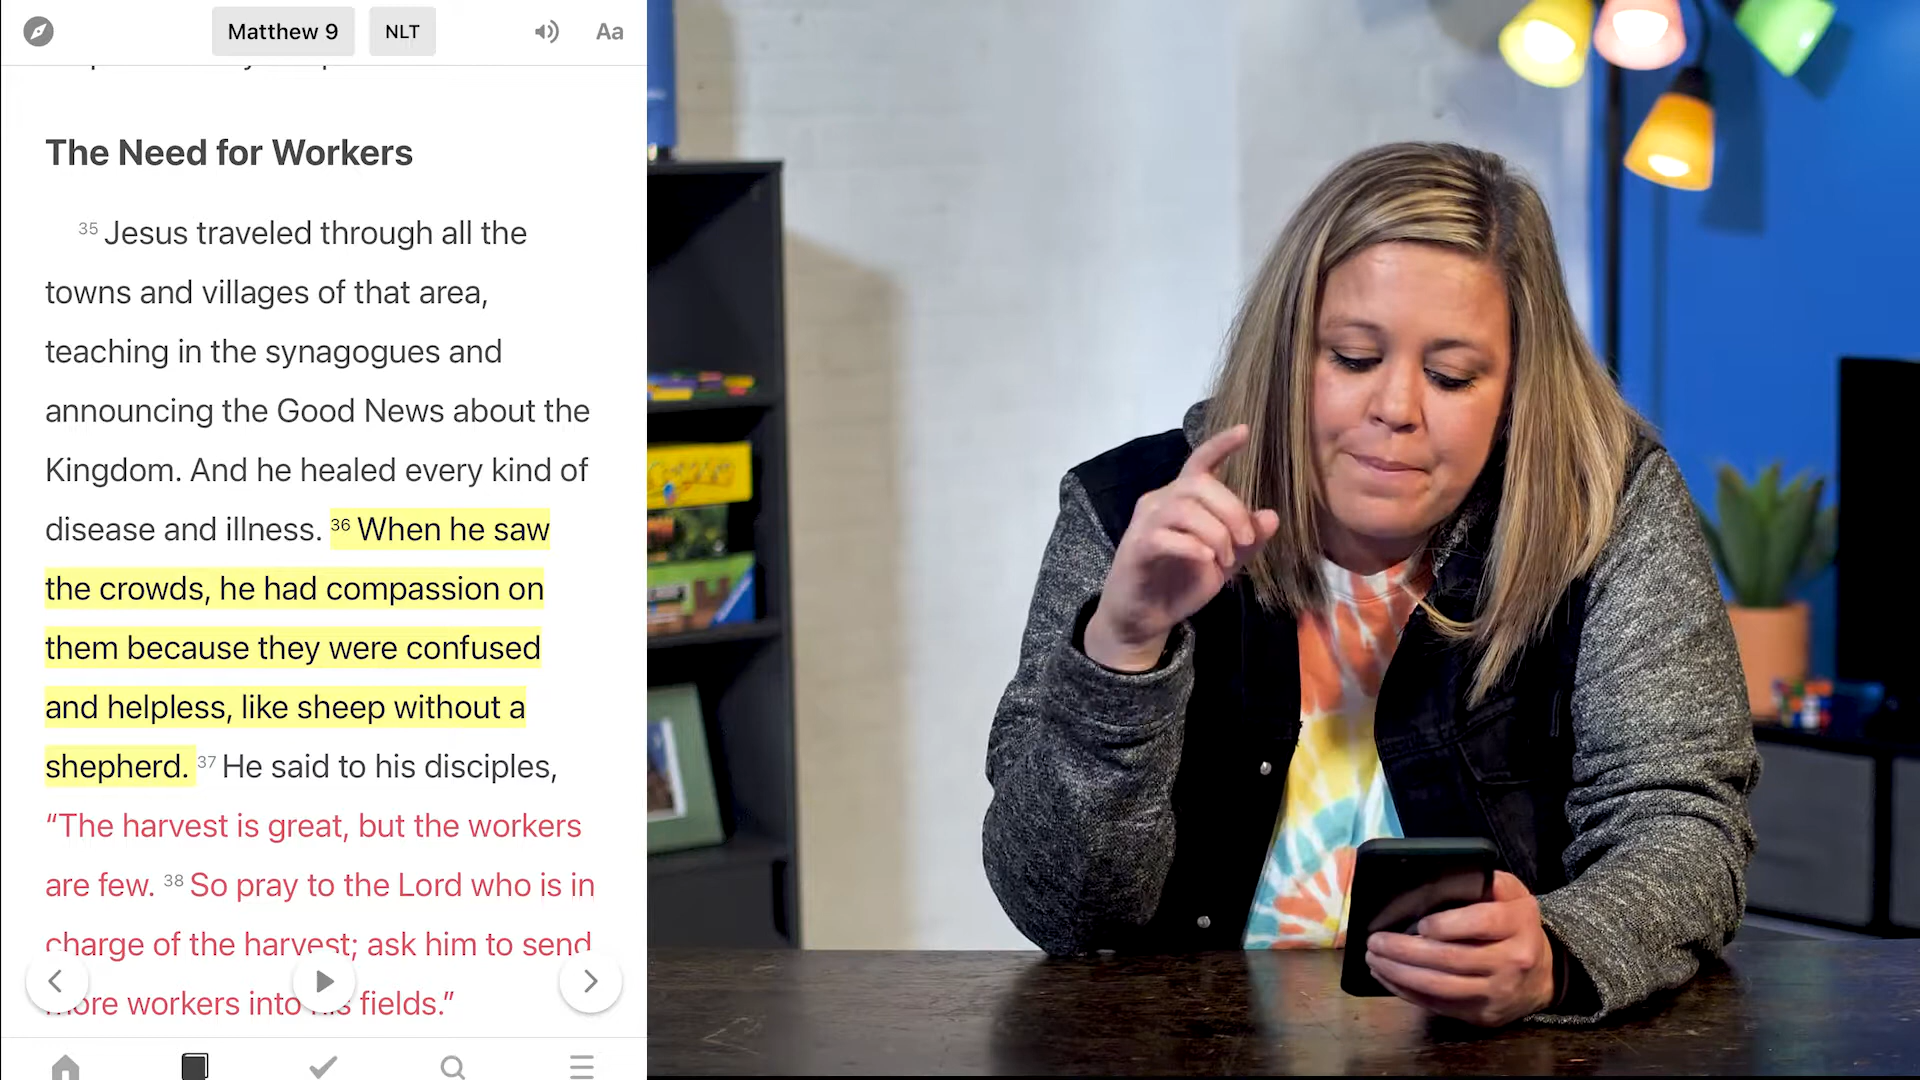 Matthew 9 NLT Aa
The Need for Workers
35 Jesus traveled through all the
towns and villages of that area,
teaching in the synagogues and
announcing the Good News about the
Kingdom. And he healed every kind of
disease and illness. 36 When he saw
the crowds, he had compassion on
them because they were confused
and helpless, like sheep without a
shepherd. 37 He said to his disciples,
“The harvest is great, but the workers
are few. 38 So pray to the Lord who is in
charge of the harvest; ask him to send
more workers into his fields.”